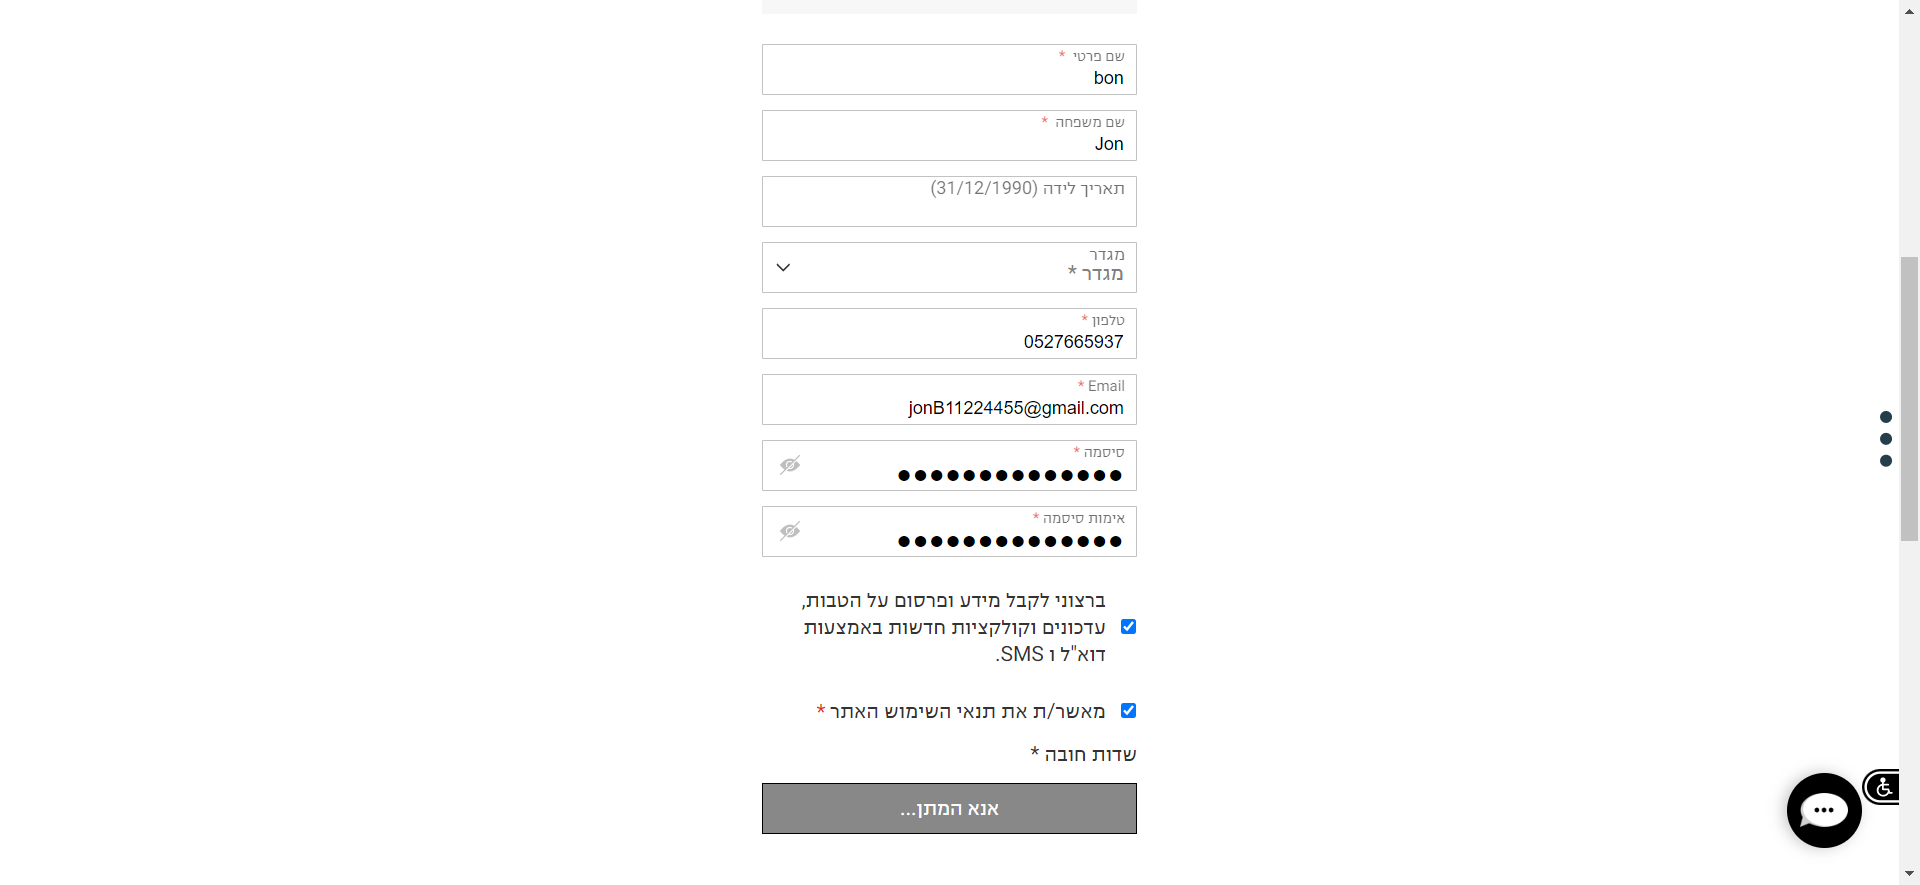 שם פרטי *
bon
שם משפחה *
Jon
תאריך לידה (31/12/1990)
מגדר
מגדר *
טלפון *
0527665937
Email *
jonB11224455@gmail.com
סיסמה *
●●●●●●●●●●●●●●
אימות סיסמה *
●●●●●●●●●●●●●●
ברצוני לקבל מידע ופרסום על הטבות,
עדכונים וקולקציות חדשות באמצעות
דוא"ל ו SMS.
מאשר/ת את תנאי השימוש האתר *
שדות חובה *
אנא המתן...